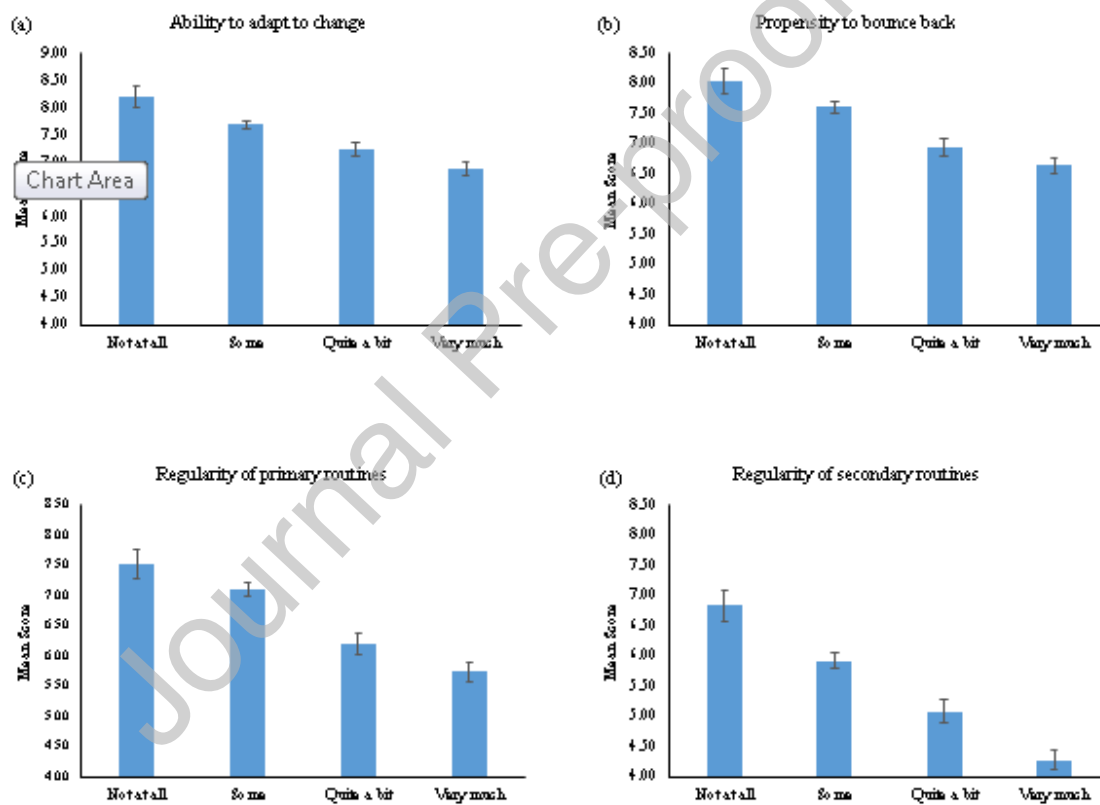 (a)
Ability to adapt to change
9.00
8.50
8.00
7.50
7.00
6.00
5.50
5.00
4.50
4.00
Mean Score
Chart Area
Not at all
Some
Quite a bit
Very much
(b)
Propensity to bounce back
8.50
8.00
7.50
7.00
6.50
6.00
5.50
5.00
4.50
4.00
Mean Score
Not at all
Some
Quite a bit
Very much
(c)
Regularity of primary routines
8.50
8.00
7.50
7.00
6.50
6.00
5.50
5.00
4.50
4.00
Mean Score
Not at all
Some
Quite a bit
Very much
(d)
Regularity of secondary routines
8.50
8.00
7.50
7.00
6.50
6.00
5.50
5.00
4.50
4.00
Mean Score
Not at all
Some
Quite a bit
Very much
Journal Pre-proof